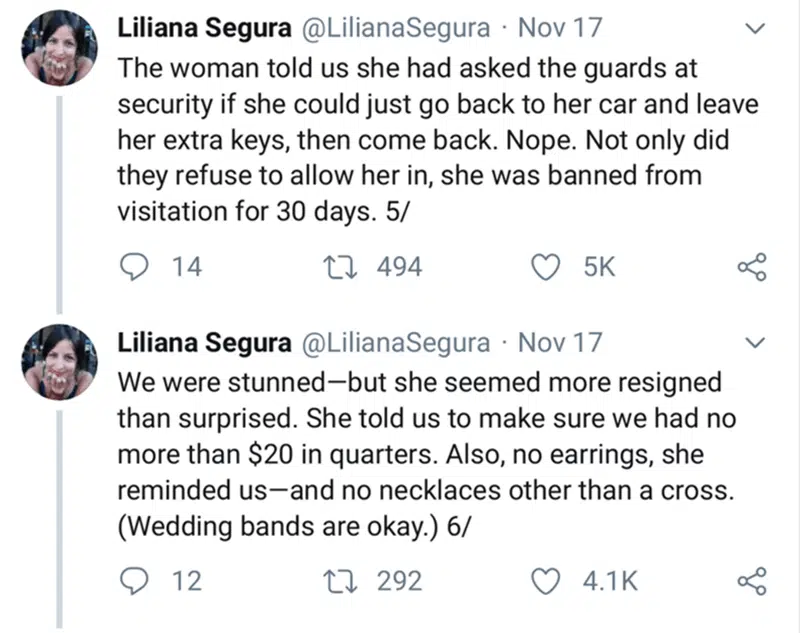 Liliana Segura @LilianaSegura · Nov 17
The woman told us she had asked the guards at
security if she could just go back to her car and leave
her extra keys, then come back. Nope. Not only did
they refuse to allow her in, she was banned from
visitation for 30 days. 5/
14 494 5K
Liliana Segura @LilianaSegura · Nov 17
We were stunned—but she seemed more resigned
than surprised. She told us to make sure we had no
more than $20 in quarters. Also, no earrings, she
reminded us—and no necklaces other than a cross.
(Wedding bands are okay.) 6/
12 292 4.1K